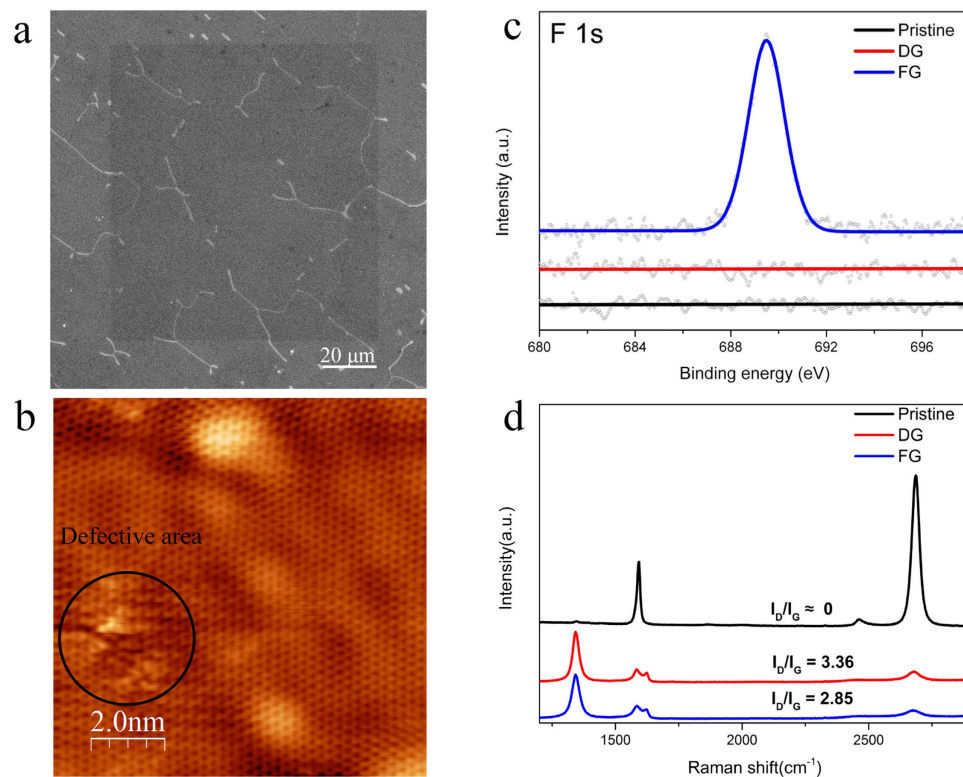 a
20 μm
b
Defective area
2.0nm
c
F 1s
Pristine
DG
FG
Intensity (a.u.)
680 684 688 692 696
Binding energy (eV)
d
Pristine
DG
FG
Intensity(a.u.)
I_D/I_G ≈ 0
I_D/I_G = 3.36
I_D/I_G = 2.85
1500 2000 2500
Raman shift(cm⁻¹)